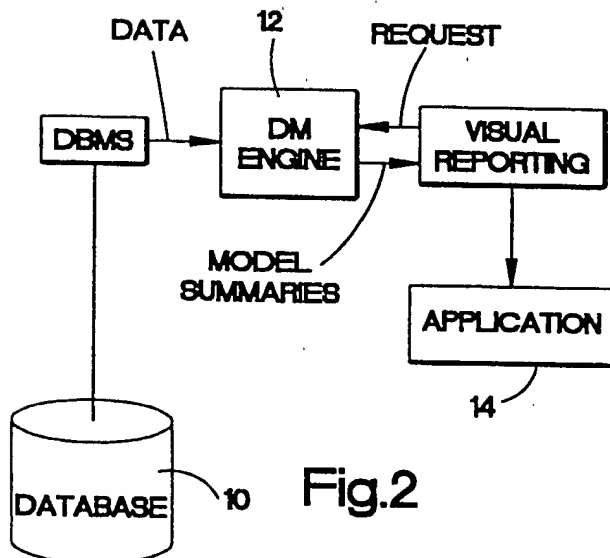 DATA
12
REQUEST
DBMS
DM
ENGINE
VISUAL
REPORTING
MODEL
SUMMARIES
APPLICATION
14
DATABASE
10
Fig.2